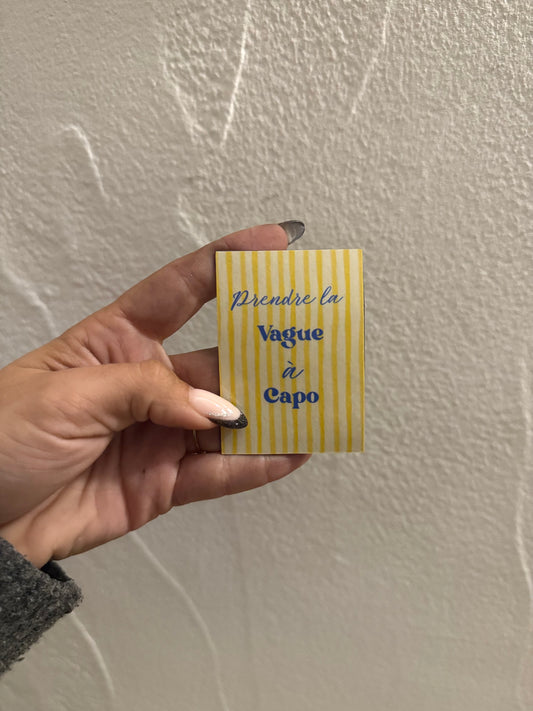 Prendre la
Vague
à
Capo